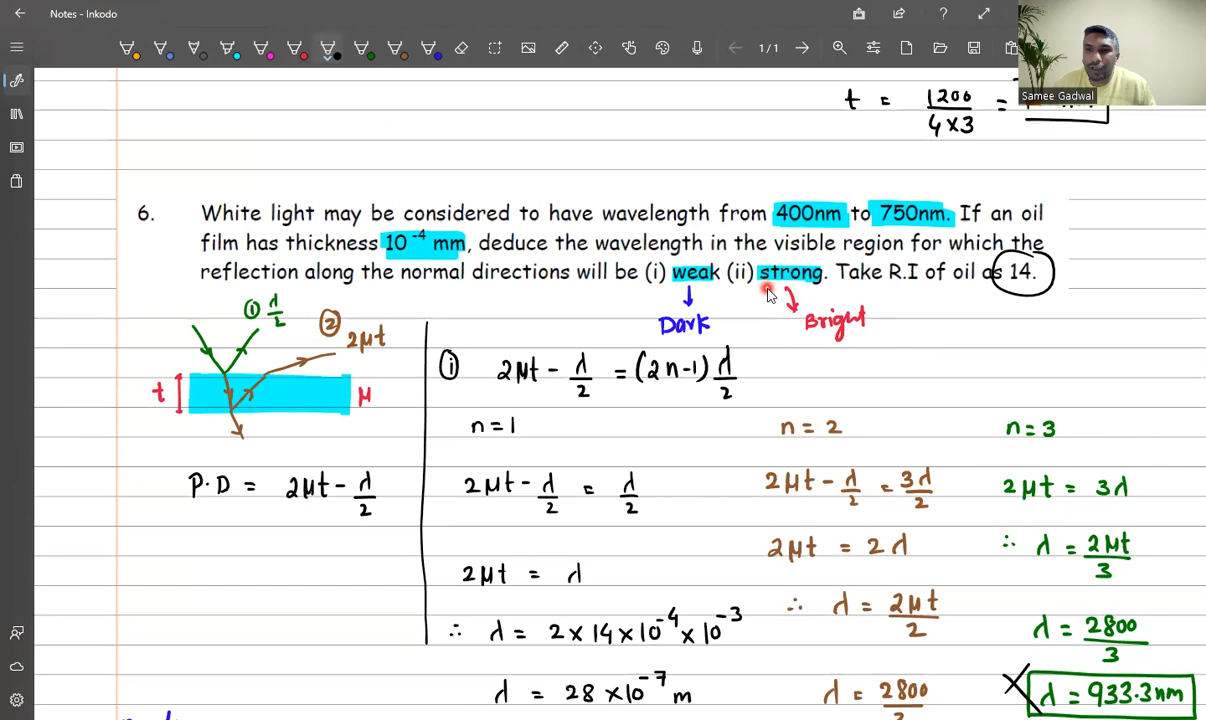 Notes - Inkodo
1/1
Samee Gadwal
t = 1200 / 4×3 =
6. White light may be considered to have wavelength from 400nm to 750nm. If an oil
film has thickness 10⁻⁴ mm, deduce the wavelength in the visible region for which the
reflection along the normal directions will be (i) weak (ii) strong. Take R.I of oil as 14.
① λ/2
② 2μt
Dark
Bright
t
μ
P.D = 2μt - λ/2
ⓘ 2μt - λ/2 = (2n-1) λ/2
n = 1
2μt - λ/2 = λ/2
2μt = λ
∴ λ = 2 × 14 × 10⁻⁴ × 10⁻³
λ = 28 × 10⁻⁷ m
n = 2
2μt - λ/2 = 3λ/2
2μt = 2λ
∴ λ = 2μt/2
λ = 2800
n = 3
2μt = 3λ
∴ λ = 2μt/3
λ = 2800/3
λ = 933.3nm